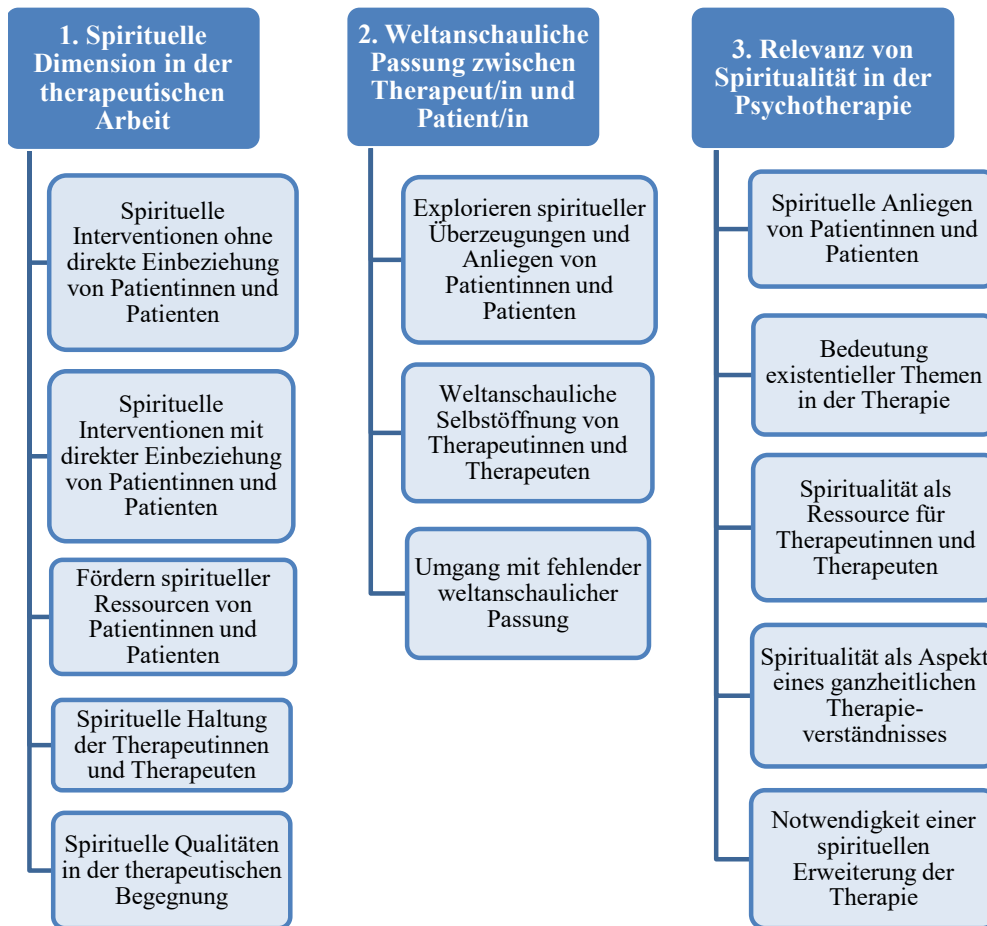 1. Spirituelle
Dimension in der
therapeutischen
Arbeit
Spirituelle
Interventionen ohne
direkte Einbeziehung
von Patientinnen und
Patienten
Spirituelle
Interventionen mit
direkter Einbeziehung
von Patientinnen und
Patienten
Fördern spiritueller
Ressourcen von
Patientinnen und
Patienten
Spirituelle Haltung
der Therapeutinnen
und Therapeuten
Spirituelle Qualitäten
in der therapeutischen
Begegnung
2. Weltanschauliche
Passung zwischen
Therapeut/in und
Patient/in
Explorieren spiritueller
Überzeugungen und
Anliegen von
Patientinnen und
Patienten
Weltanschauliche
Selbstöffnung von
Therapeutinnen und
Therapeuten
Umgang mit fehlender
weltanschaulicher
Passung
3. Relevanz von
Spiritualität in der
Psychotherapie
Spirituelle Anliegen
von Patientinnen und
Patienten
Bedeutung
existentieller Themen
in der Therapie
Spiritualität als
Ressource für
Therapeutinnen und
Therapeuten
Spiritualität als Aspekt
eines ganzheitlichen
Therapie-
verständnisses
Notwendigkeit einer
spirituellen
Erweiterung der
Therapie